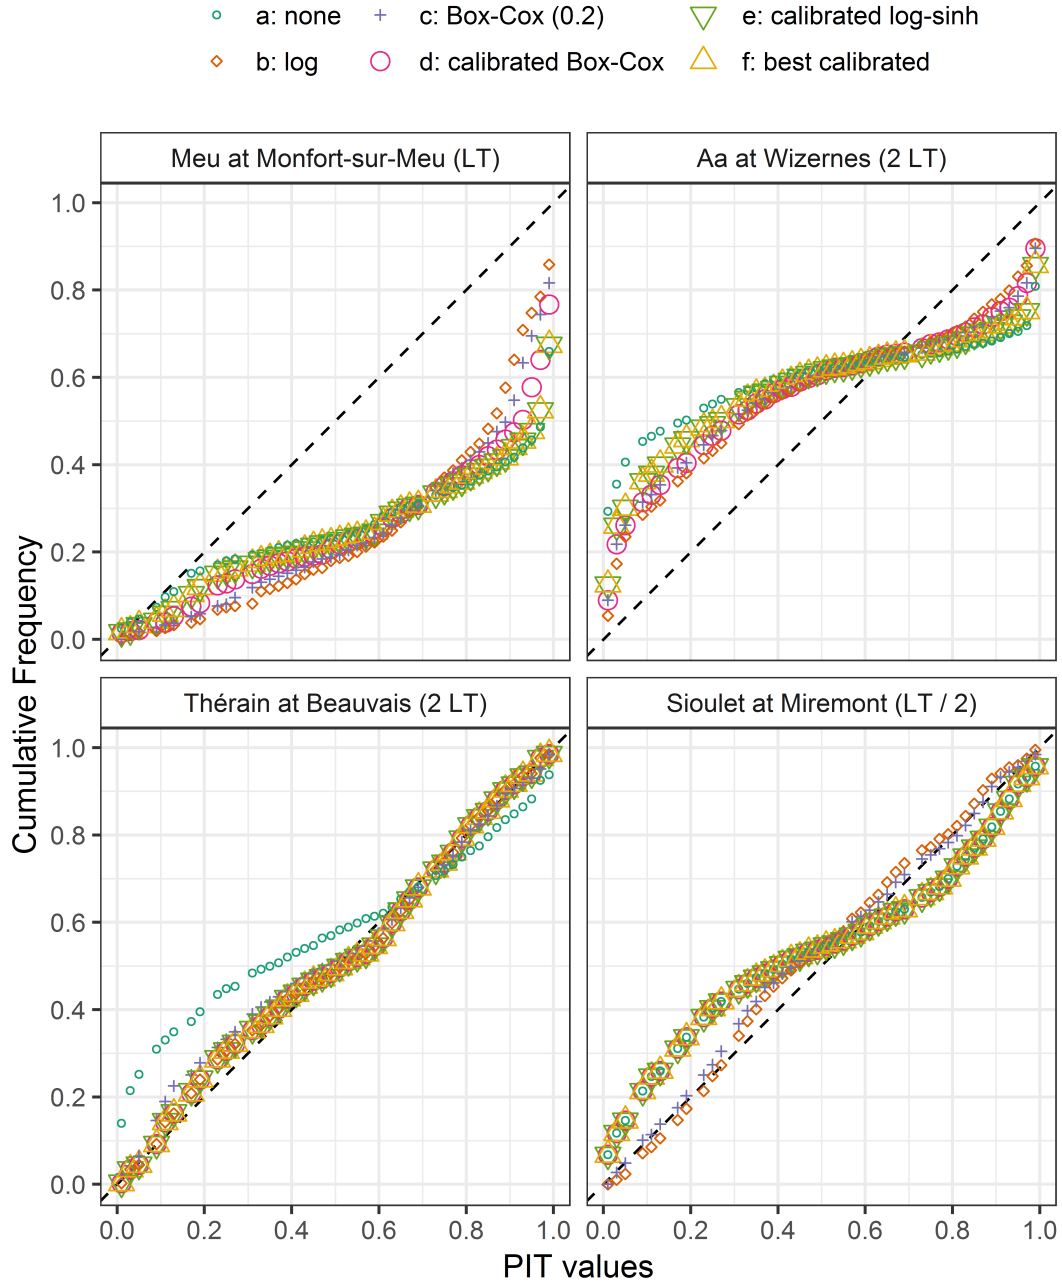 a: none c: Box-Cox (0.2) e: calibrated log-sinh
b: log d: calibrated Box-Cox f: best calibrated
Meu at Monfort-sur-Meu (LT) Aa at Wizernes (2 LT)
1.0
0.8
0.6
0.4
0.2
0.0
Cumulative Frequency
Thérain at Beauvais (2 LT) Sioulet at Miremont (LT / 2)
1.0
0.8
0.6
0.4
0.2
0.0
0.0 0.2 0.4 0.6 0.8 1.0 0.0 0.2 0.4 0.6 0.8 1.0
PIT values